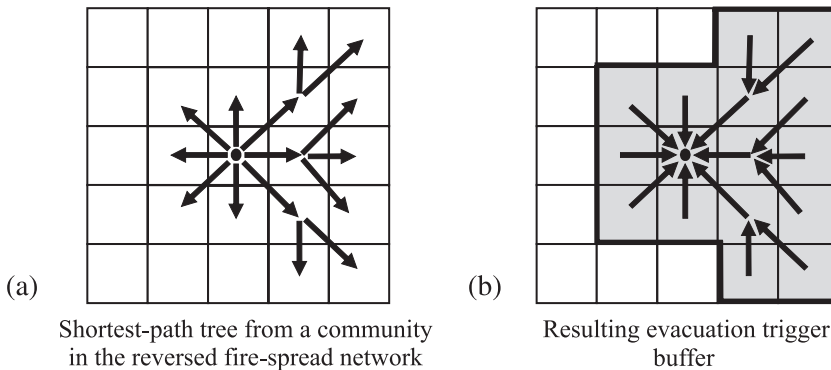 (a)
Shortest-path tree from a community
in the reversed fire-spread network
(b)
Resulting evacuation trigger
buffer